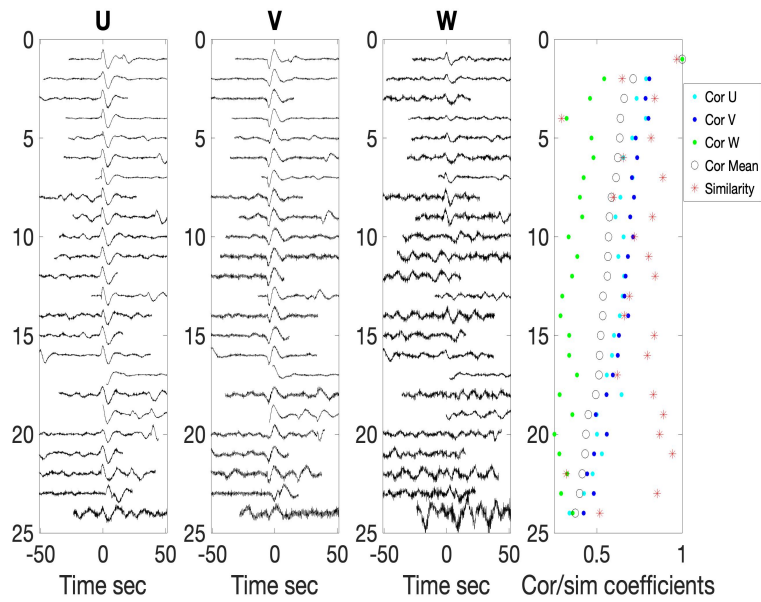 U V W
0 0 0 0
5 5 5 5
10 10 10 10
15 15 15 15
20 20 20 20
25 25 25 25
-50 0 50 -50 0 50 -50 0 50 0.5 1
Time sec Time sec Time sec Cor/sim coefficients
Cor U
Cor V
Cor W
Cor Mean
Similarity